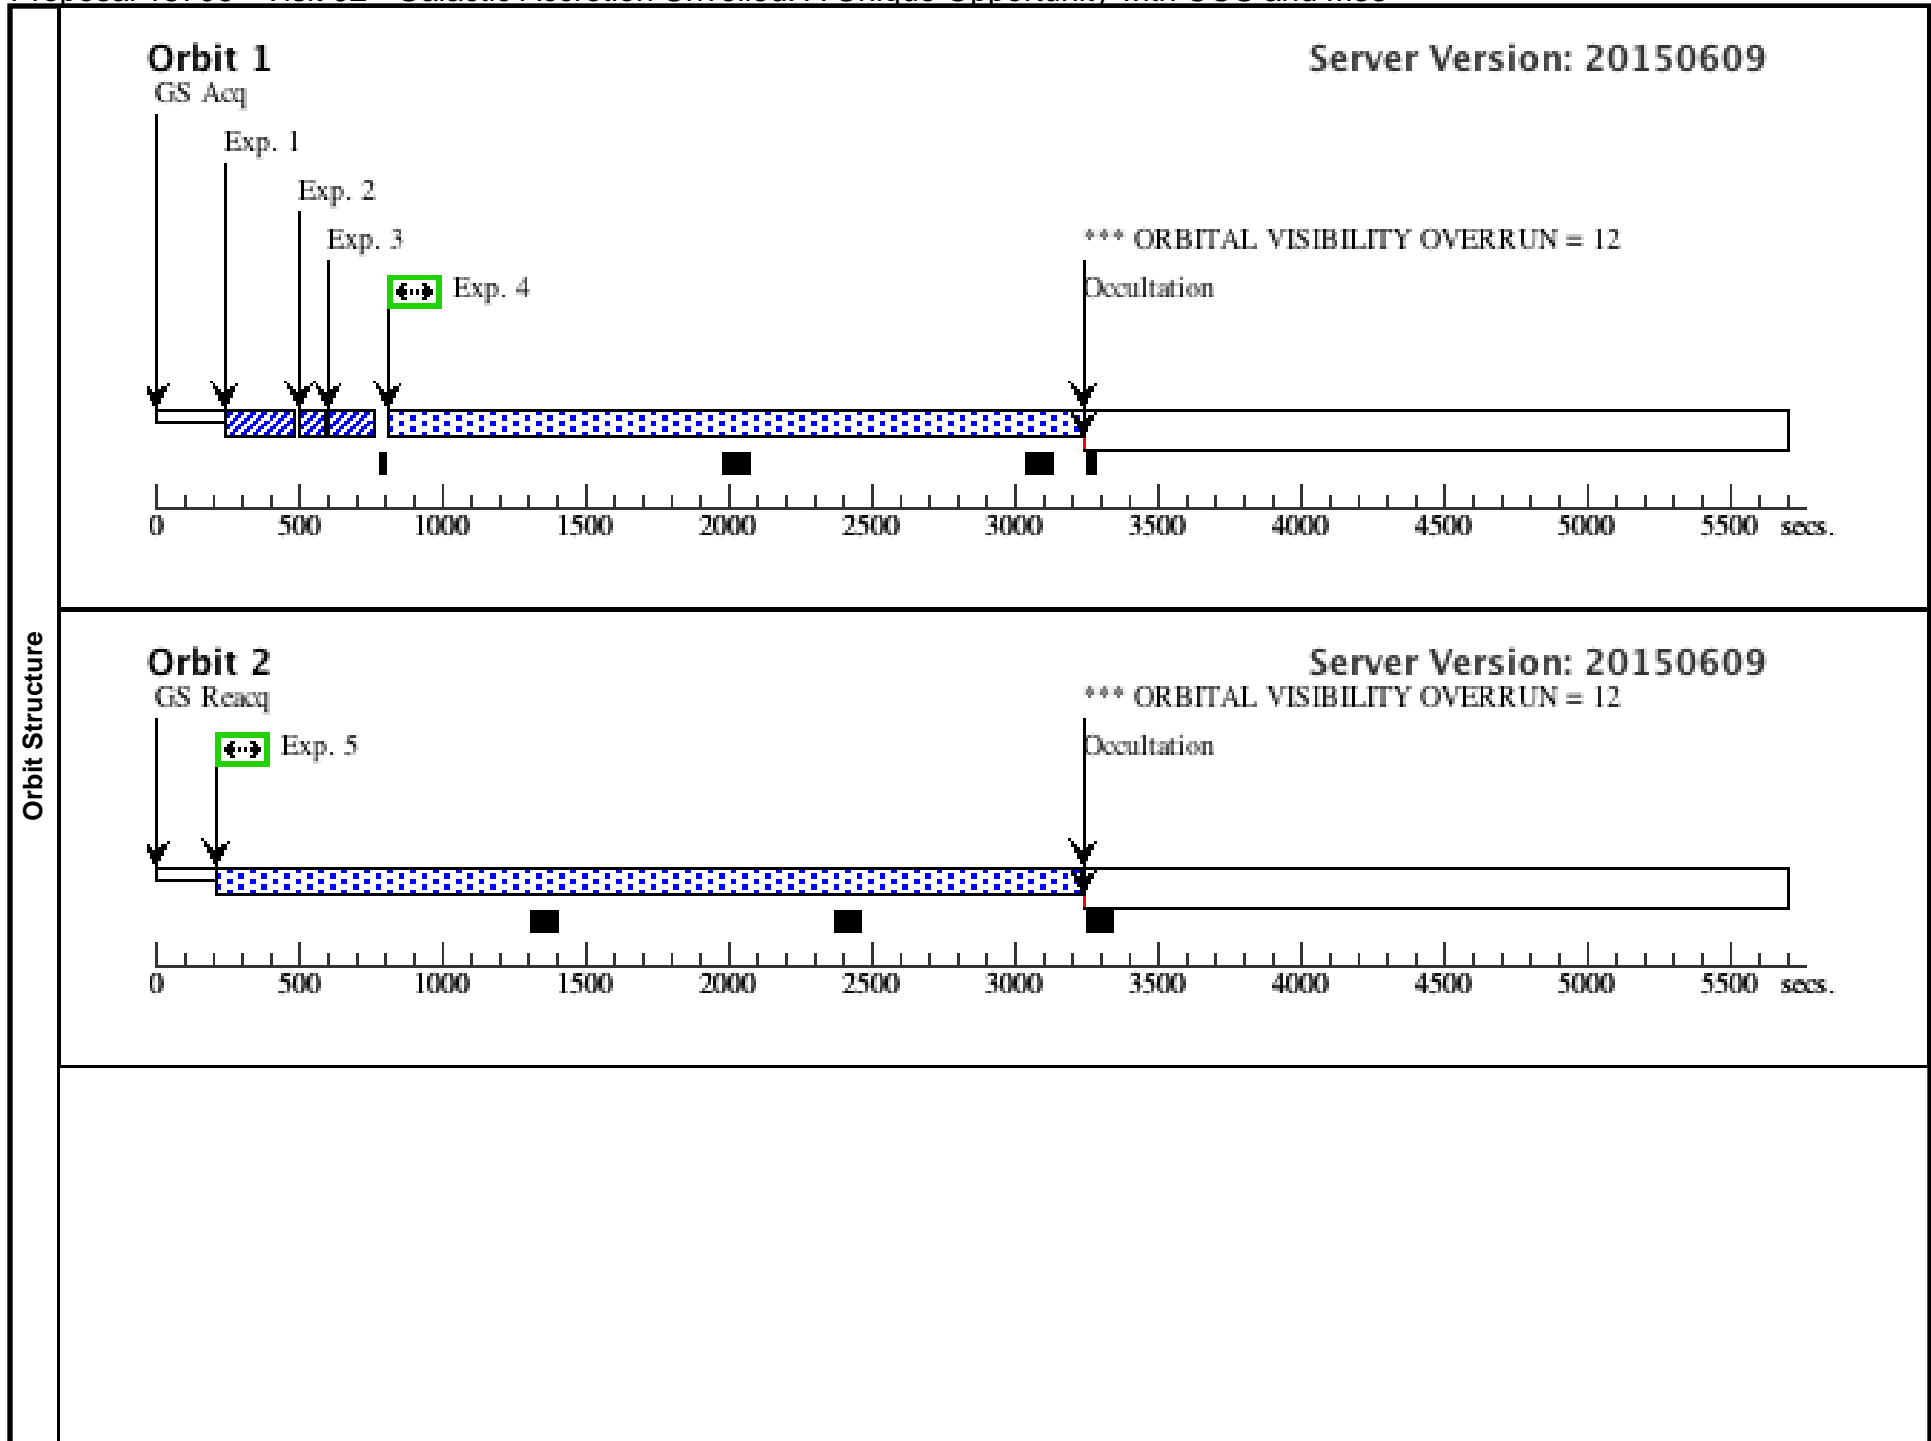 Orbit Structure
Orbit 1
Server Version: 20150609
GS Acq
Exp. 1
Exp. 2
Exp. 3
*** ORBITAL VISIBILITY OVERRUN = 12
Exp. 4
Occultation
0 500 1000 1500 2000 2500 3000 3500 4000 4500 5000 5500 secs.
Orbit 2
Server Version: 20150609
GS Reacq
*** ORBITAL VISIBILITY OVERRUN = 12
Exp. 5
Occultation
0 500 1000 1500 2000 2500 3000 3500 4000 4500 5000 5500 secs.